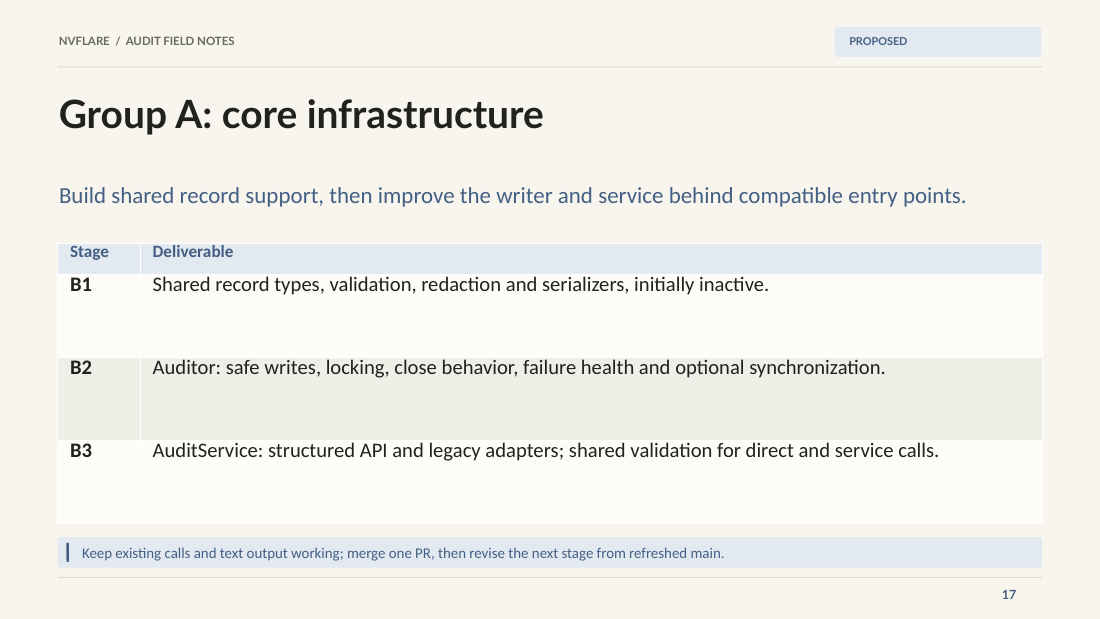 NVFLARE / AUDIT FIELD NOTES
PROPOSED
Group A: core infrastructure
Build shared record support, then improve the writer and service behind compatible entry points.
Stage Deliverable
B1 Shared record types, validation, redaction and serializers, initially inactive.
B2 Auditor: safe writes, locking, close behavior, failure health and optional synchronization.
B3 AuditService: structured API and legacy adapters; shared validation for direct and service calls.
Keep existing calls and text output working; merge one PR, then revise the next stage from refreshed main.
17